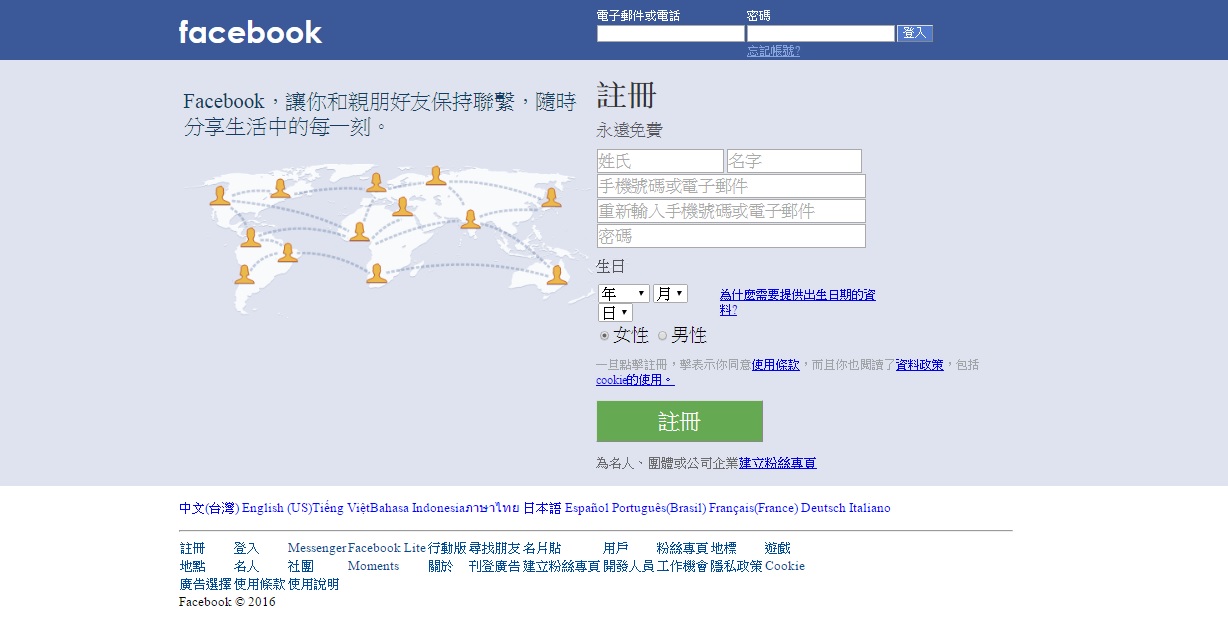 facebook
電子郵件或電話 密碼
登入
忘記帳號?
Facebook，讓你和親朋好友保持聯繫，隨時
分享生活中的每一刻。
註冊
永遠免費
姓氏 名字
手機號碼或電子郵件
重新輸入手機號碼或電子郵件
密碼
生日
年 月
日
為什麼需要提供出生日期的資
料?
女性 男性
一旦點擊註冊，擊表示你同意使用條款，而且你也閱讀了資料政策，包括
cookie的使用。
註冊
為名人、團體或公司企業建立粉絲專頁
中文(台灣) English (US)Tiếng ViệtBahasa Indonesiaภาษาไทย 日本語 Español Português(Brasil) Français(France) Deutsch Italiano
註冊 登入 Messenger Facebook Lite 行動版 尋找朋友 名片貼 用戶 粉絲專頁 地標 遊戲
地點 名人 社團 Moments 關於 刊登廣告 建立粉絲專頁 開發人員 工作機會 隱私政策 Cookie
廣告選擇 使用條款 使用說明
Facebook © 2016